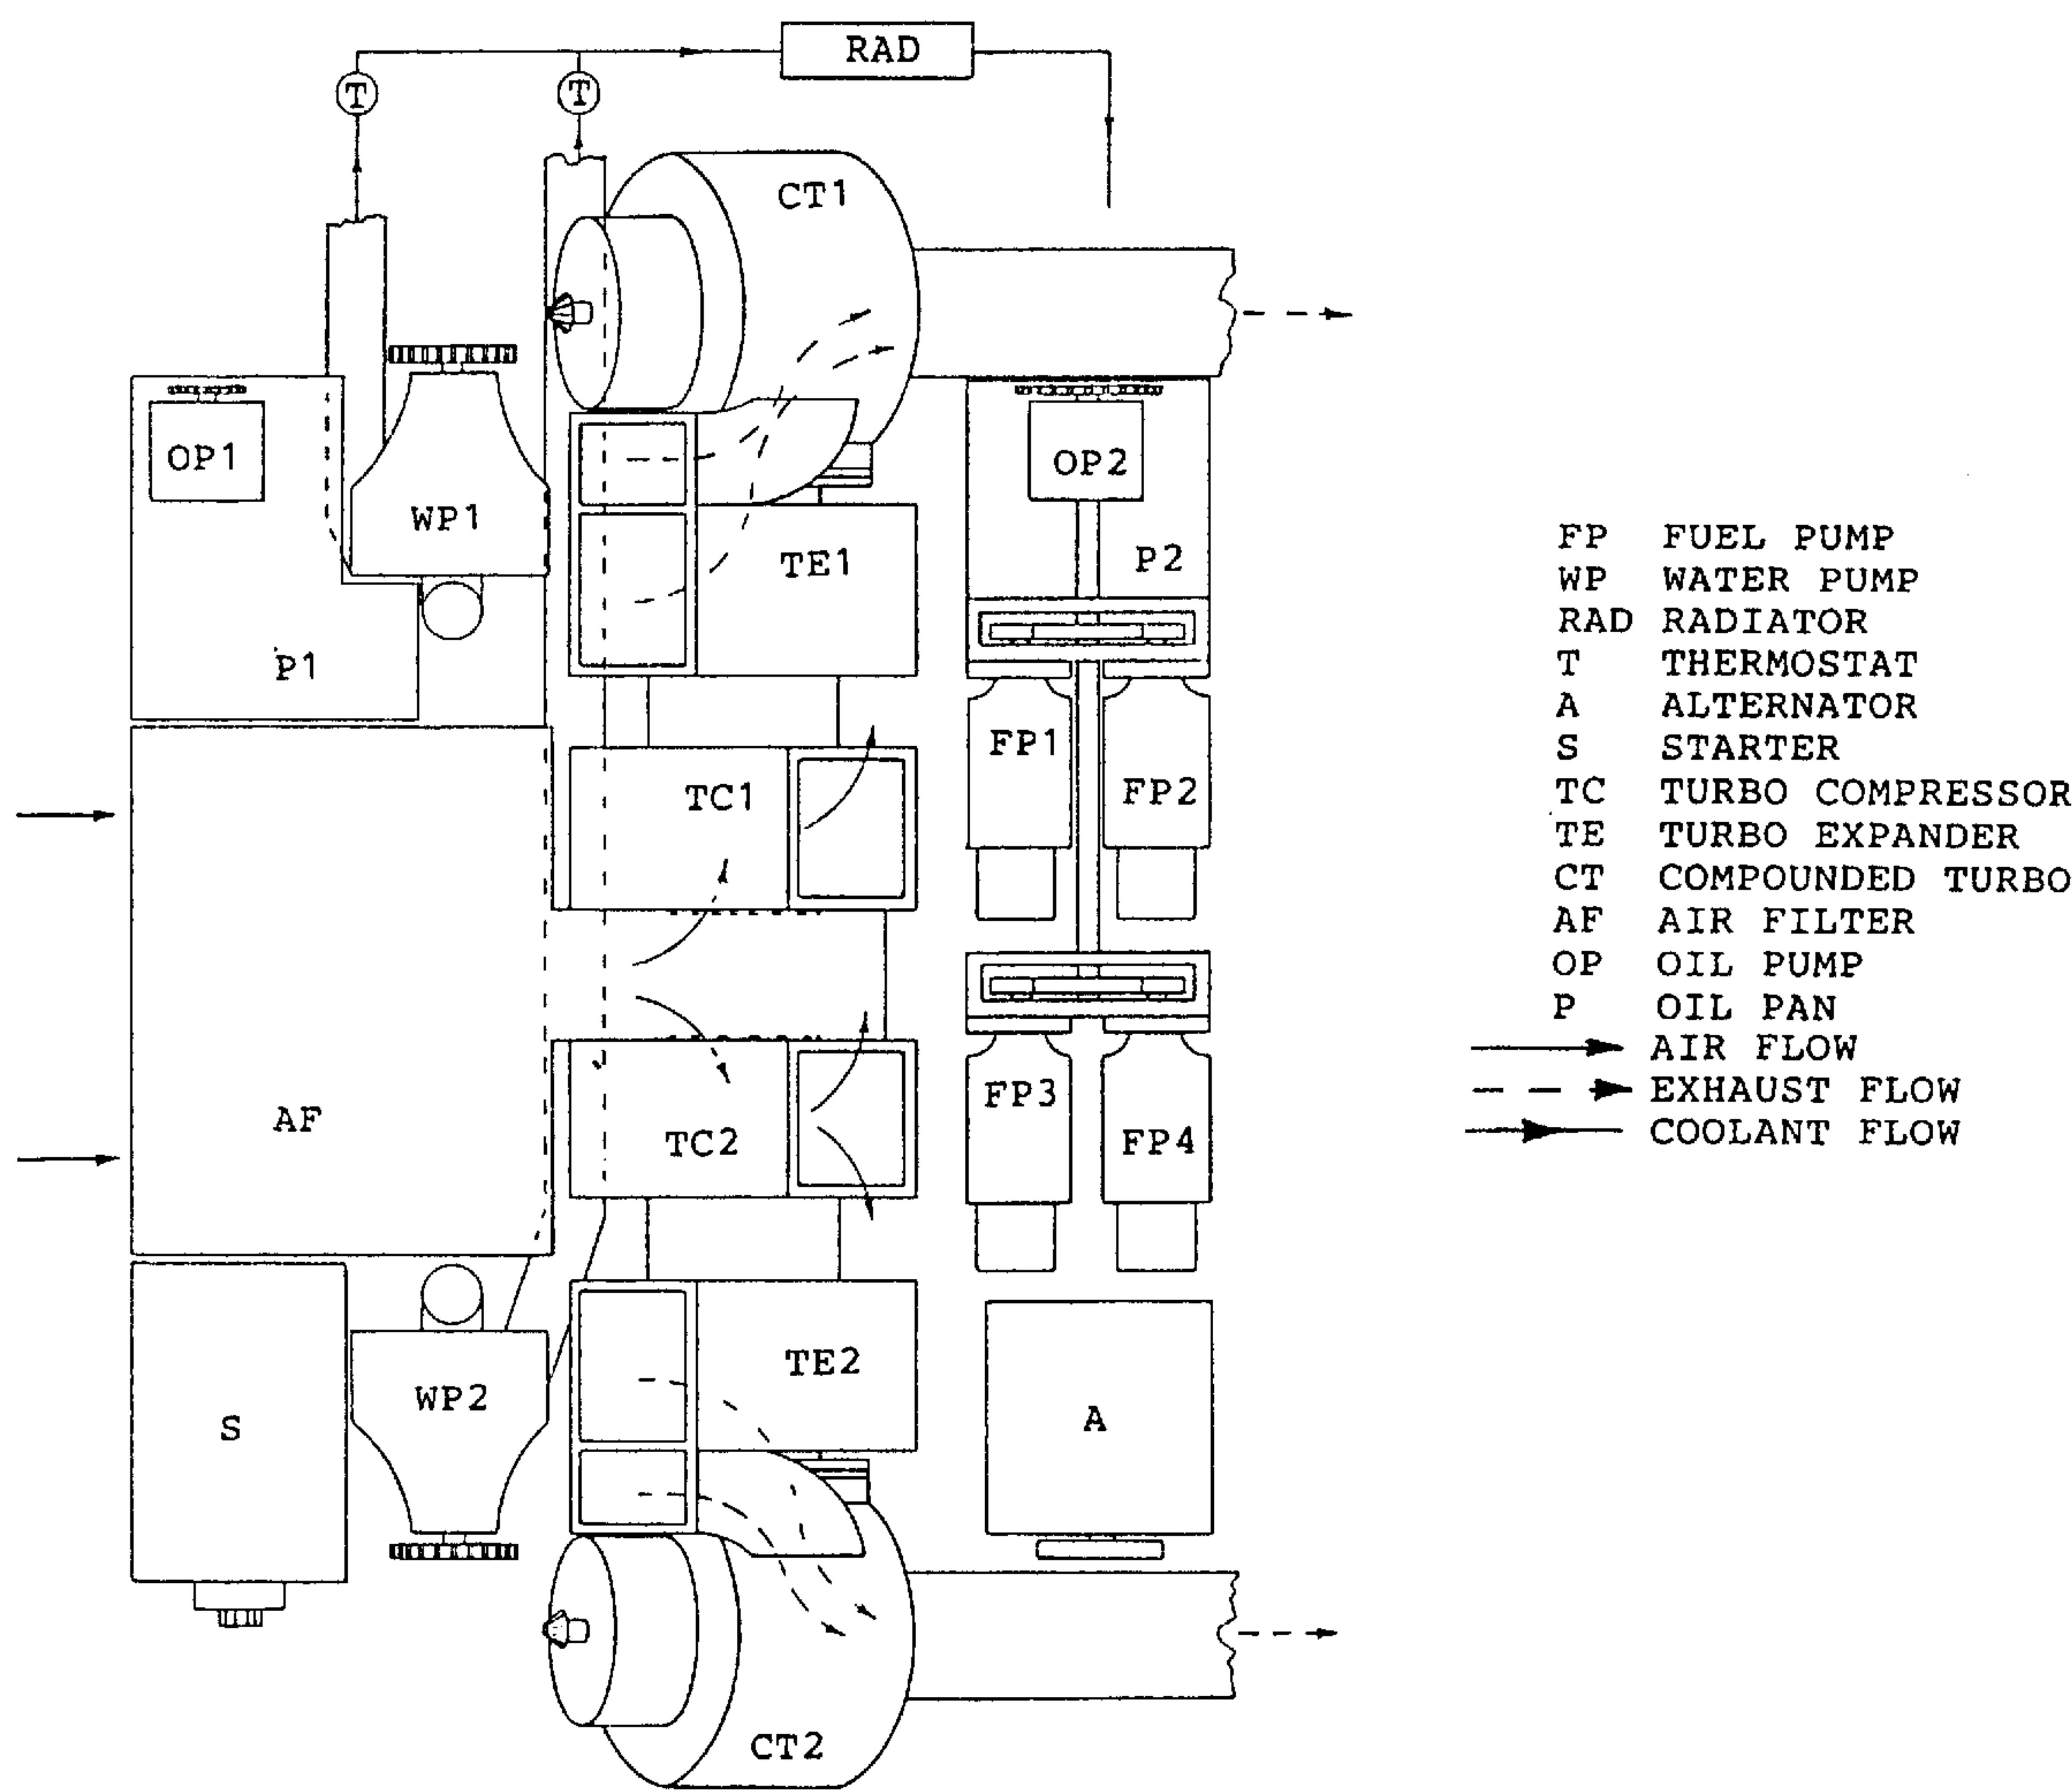 RAD
T
T
CT1
OP1
OP2
WP1
TE1
P2
P1
FP1
FP2
TC1
AF
TC2
FP3
FP4
TE2
S
WP2
A
CT2
FP FUEL PUMP
WP WATER PUMP
RAD RADIATOR
T THERMOSTAT
A ALTERNATOR
S STARTER
TC TURBO COMPRESSOR
TE TURBO EXPANDER
CT COMPOUNDED TURBO
AF AIR FILTER
OP OIL PUMP
P OIL PAN
AIR FLOW
EXHAUST FLOW
COOLANT FLOW